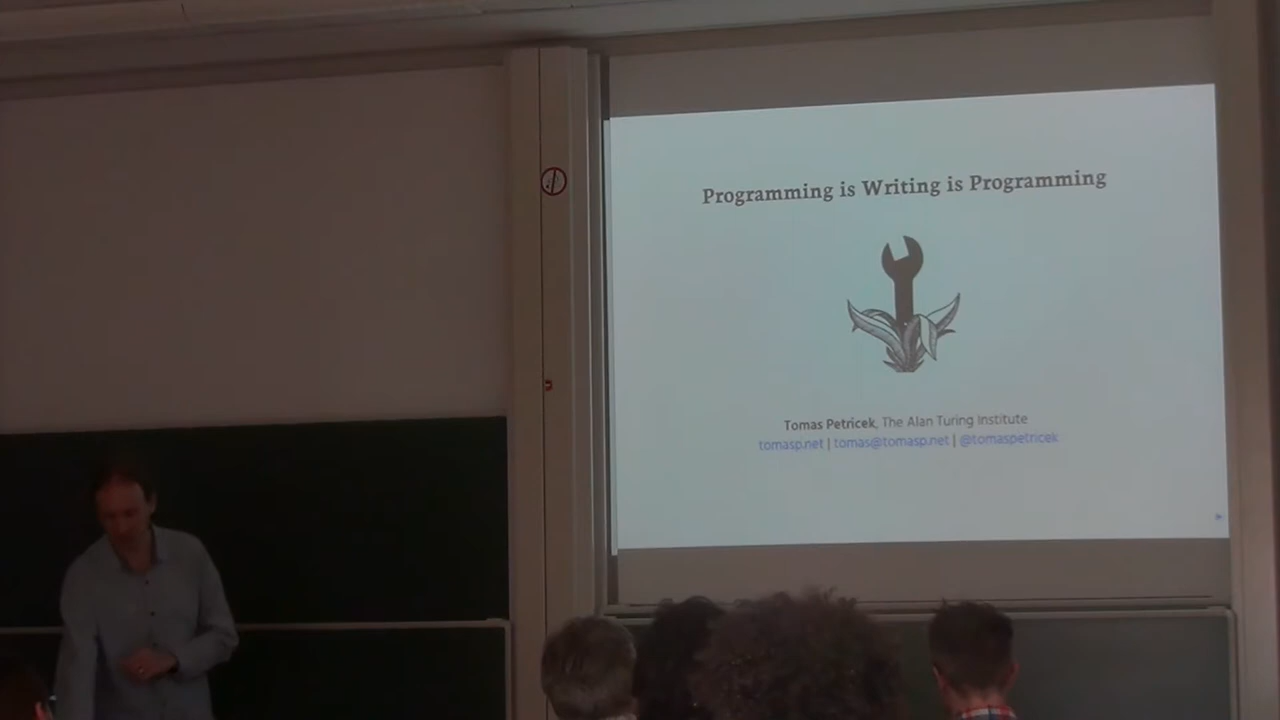 Programming is Writing is Programming
Tomas Petricek, The Alan Turing Institute
tomasp.net | tomas@tomasp.net | @tomaspetricek